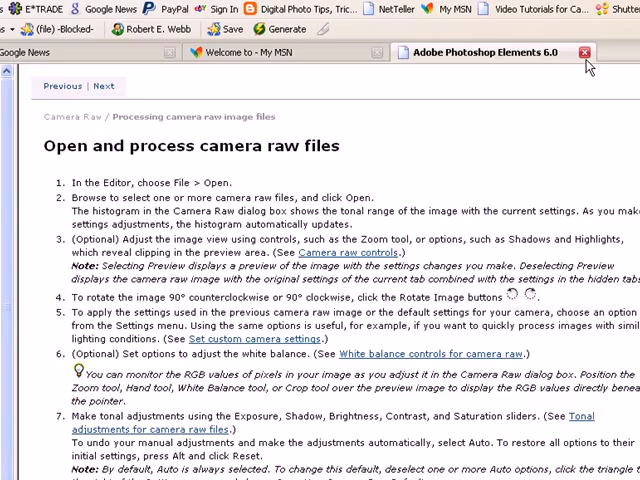 E*TRADE PayPal Sign In Digital Photo Tips, Tric... NetTeller My MSN Video Tutorials for Ca... Shutter
(file) -Blocked- Robert E. Webb Save Generate
Google News Welcome to - My MSN Adobe Photoshop Elements 6.0
Previous | Next
Camera Raw / Processing camera raw image files
Open and process camera raw files
1. In the Editor, choose File > Open.
2. Browse to select one or more camera raw files, and click Open.
The histogram in the Camera Raw dialog box shows the tonal range of the image with the current settings. As you make
settings adjustments, the histogram automatically updates.
3. (Optional) Adjust the image view using controls, such as the Zoom tool, or options, such as Shadows and Highlights,
which reveal clipping in the preview area. (See Camera raw controls.)
Note: Selecting Preview displays a preview of the image with the settings changes you make. Deselecting Preview
displays the camera raw image with the original settings of the current tab combined with the settings in the hidden tabs
4. To rotate the image 90° counterclockwise or 90° clockwise, click the Rotate Image buttons .
5. To apply the settings used in the previous camera raw image or the default settings for your camera, choose an option
from the Settings menu. Using the same options is useful, for example, if you want to quickly process images with simil
lighting conditions. (See Set custom camera settings.)
6. (Optional) Set options to adjust the white balance. (See White balance controls for camera raw.)
You can monitor the RGB values of pixels in your image as you adjust it in the Camera Raw dialog box. Position the
Zoom tool, Hand tool, White Balance tool, or Crop tool over the preview image to display the RGB values directly benea
the pointer.
7. Make tonal adjustments using the Exposure, Shadow, Brightness, Contrast, and Saturation sliders. (See Tonal
adjustments for camera raw files.)
To undo your manual adjustments and make the adjustments automatically, select Auto. To restore all options to their
initial settings, press Alt and click Reset.
Note: By default, Auto is always selected. To change this default, deselect one or more Auto options, click the triangle t